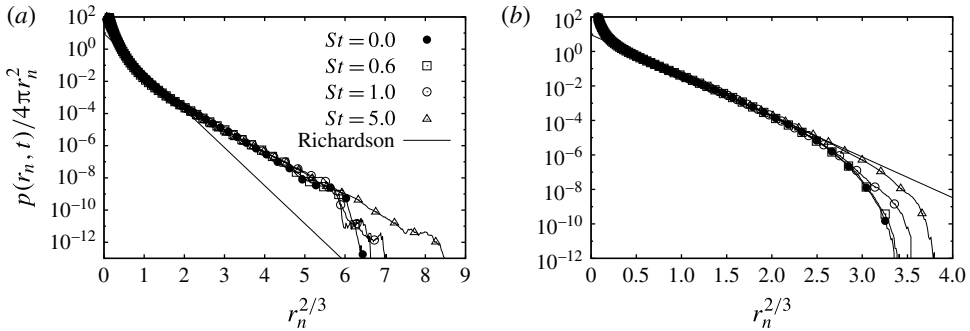 (a)
10^2
10^0
10^-2
10^-4
10^-6
10^-8
10^-10
10^-12
p(r_n, t)/4πr_n^2
St = 0.0
St = 0.6
St = 1.0
St = 5.0
Richardson
0 1 2 3 4 5 6 7 8 9
r_n^{2/3}
(b)
10^2
10^0
10^-2
10^-4
10^-6
10^-8
10^-10
10^-12
0 0.5 1.0 1.5 2.0 2.5 3.0 3.5 4.0
r_n^{2/3}